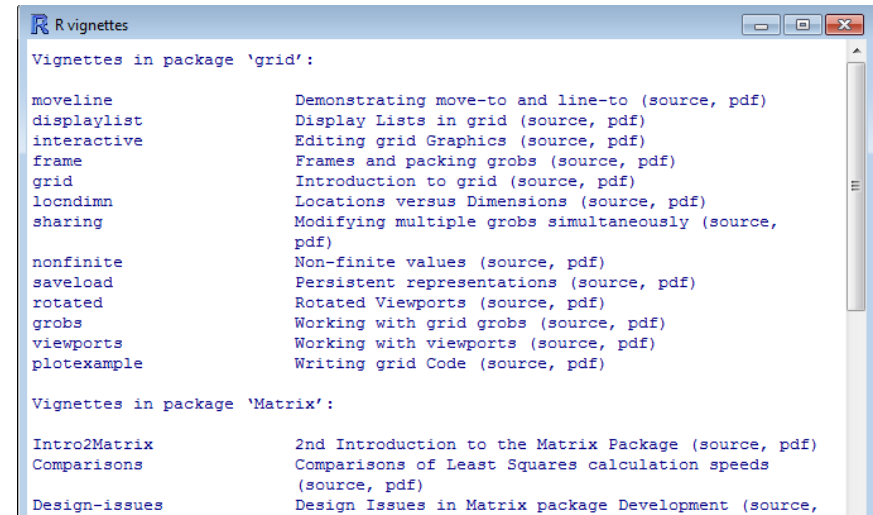 R vignettes
Vignettes in package ‘grid’:
moveline Demonstrating move-to and line-to (source, pdf)
displaylist Display Lists in grid (source, pdf)
interactive Editing grid Graphics (source, pdf)
frame Frames and packing grobs (source, pdf)
grid Introduction to grid (source, pdf)
locndimn Locations versus Dimensions (source, pdf)
sharing Modifying multiple grobs simultaneously (source,
pdf)
nonfinite Non-finite values (source, pdf)
saveload Persistent representations (source, pdf)
rotated Rotated Viewports (source, pdf)
grobs Working with grid grobs (source, pdf)
viewports Working with viewports (source, pdf)
plotexample Writing grid Code (source, pdf)
Vignettes in package ‘Matrix’:
Intro2Matrix 2nd Introduction to the Matrix Package (source, pdf)
Comparisons Comparisons of Least Squares calculation speeds
(source, pdf)
Design-issues Design Issues in Matrix package Development (source,